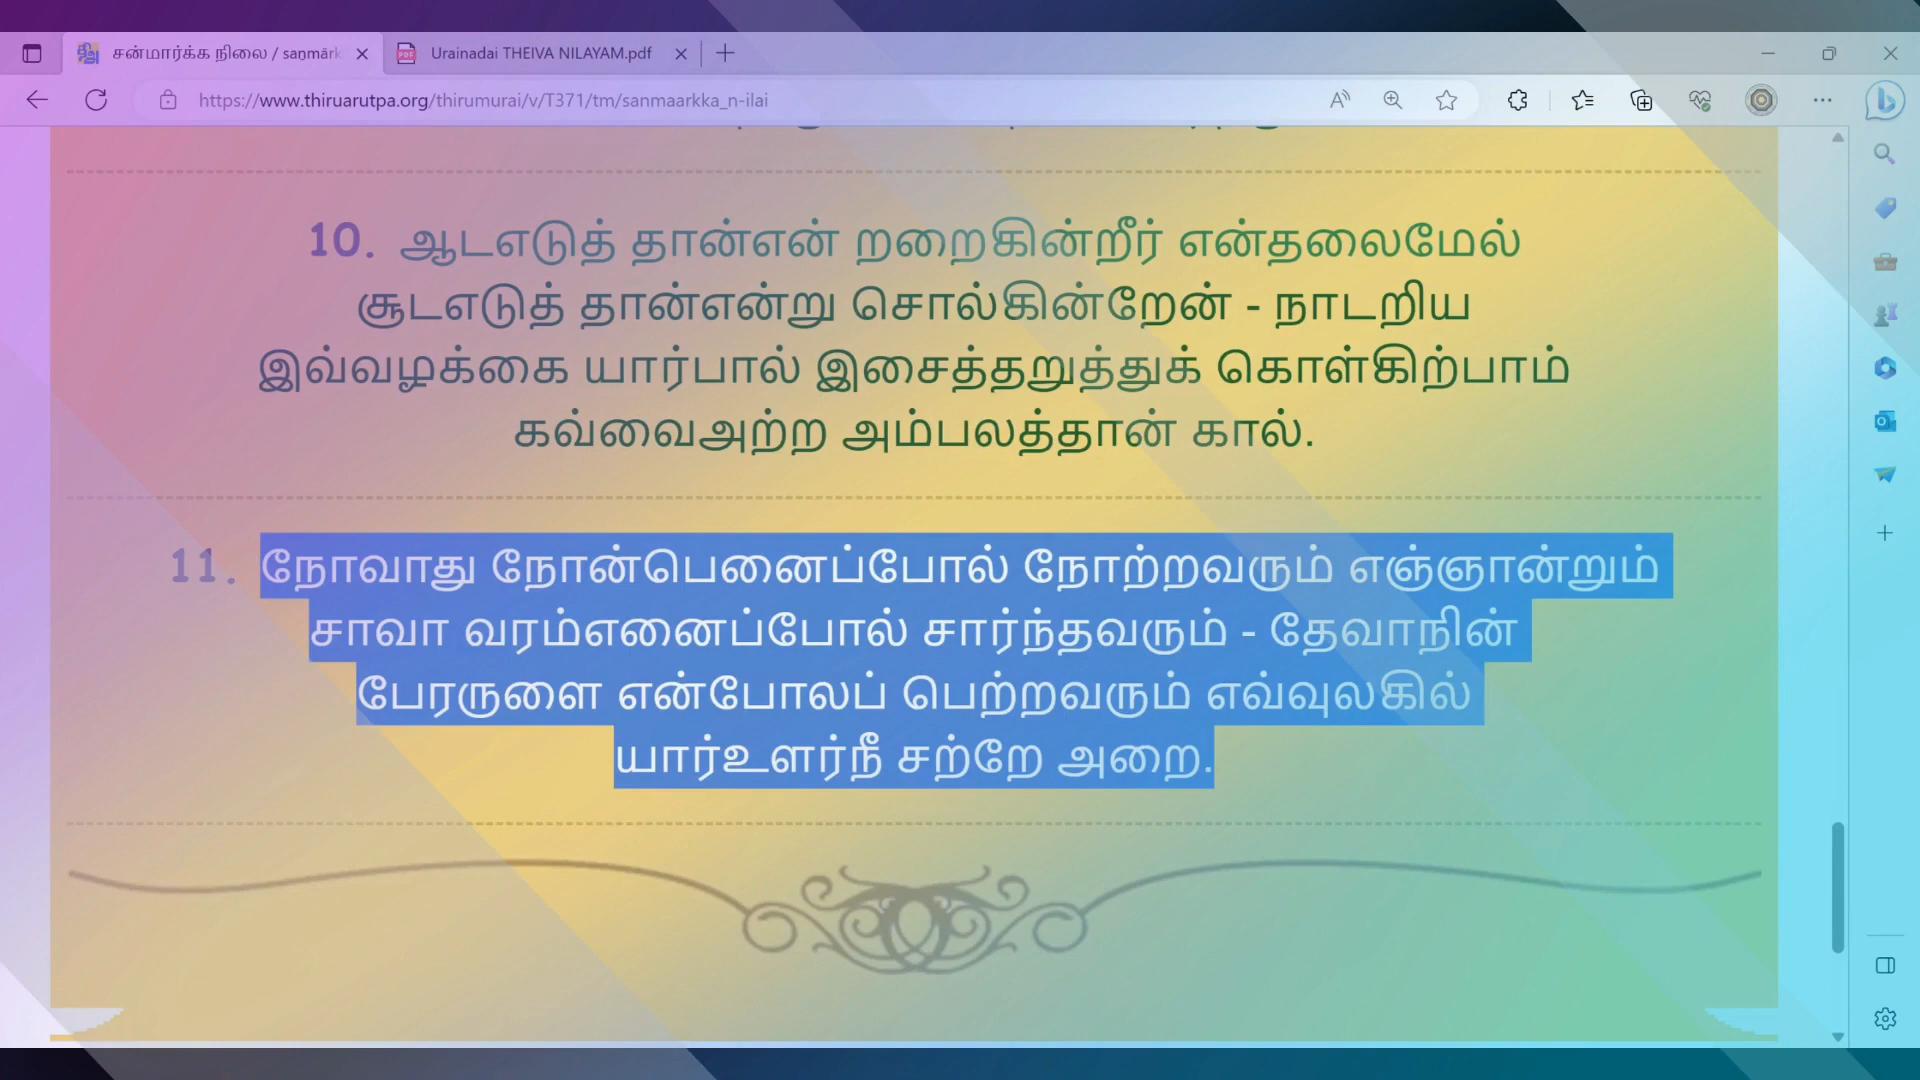 சன்மார்க்க நிலை / saṉmārk
Urainadai THEIVA NILAYAM.pdf
https://www.thiruarutpa.org/thirumurai/v/T371/tm/sanmaarkka_n-ilai
10. ஆடஎடுத் தான்என் றறைகின்றீர் என்தலைமேல்
சூடஎடுத் தான்என்று சொல்கின்றேன் - நாடறிய
இவ்வழக்கை யார்பால் இசைத்தறுத்துக் கொள்கிற்பாம்
கவ்வைஅற்ற அம்பலத்தான் கால்.
11. நோவாது நோன்பெனைப்போல் நோற்றவரும் எஞ்ஞான்றும்
சாவா வரம்எனைப்போல் சார்ந்தவரும் - தேவாநின்
பேரருளை என்போலப் பெற்றவரும் எவ்வுலகில்
யார்உளர்நீ சற்றே அறை.